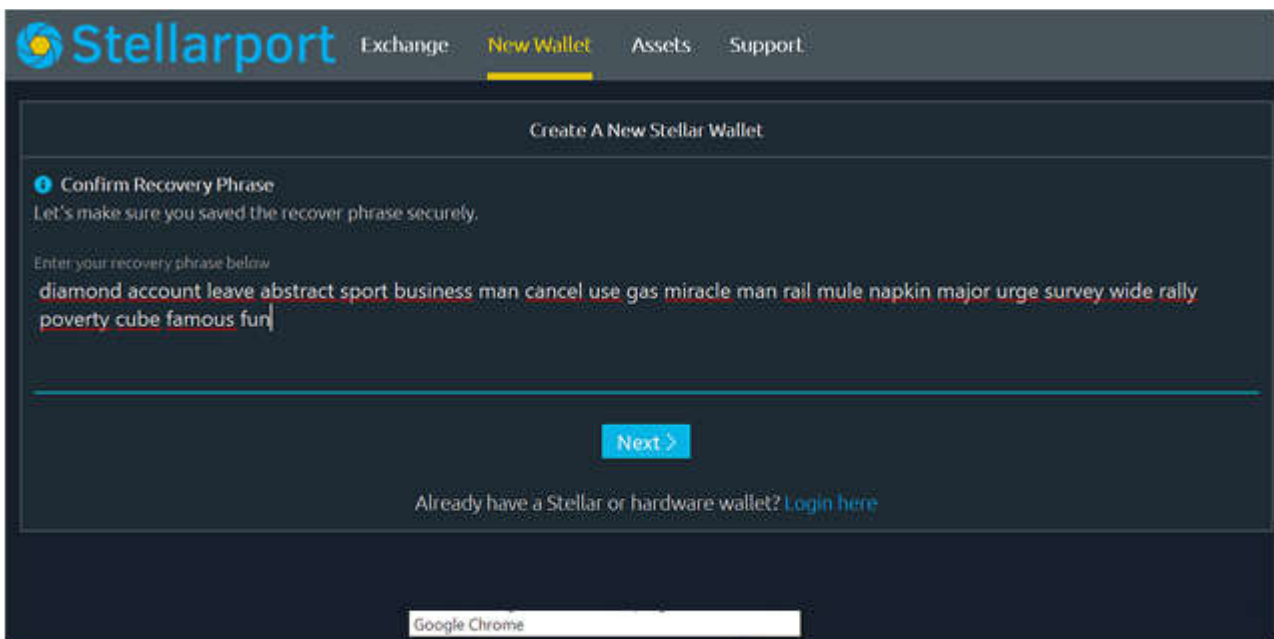 Stellarport Exchange New Wallet Assets Support
Create A New Stellar Wallet
Confirm Recovery Phrase
Let's make sure you saved the recover phrase securely.
Enter your recovery phrase below
diamond account leave abstract sport business man cancel use gas miracle man rail mule napkin major urge survey wide rally
poverty cube famous fun
Next >
Already have a Stellar or hardware wallet? Login here
Google Chrome